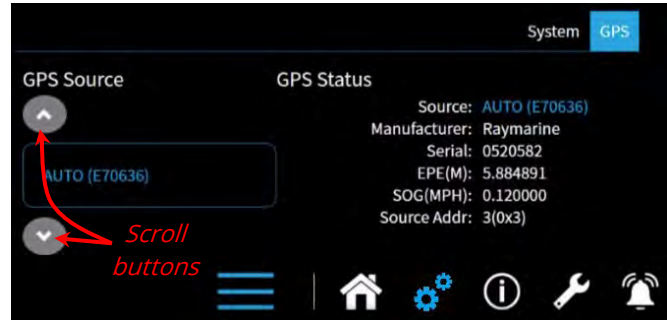 System GPS
GPS Source
GPS Status
Source: AUTO (E70636)
Manufacturer: Raymarine
Serial: 0520582
EPE(M): 5.884891
SOG(MPH): 0.120000
Source Addr: 3(0x3)
AUTO (E70636)
Scroll
buttons